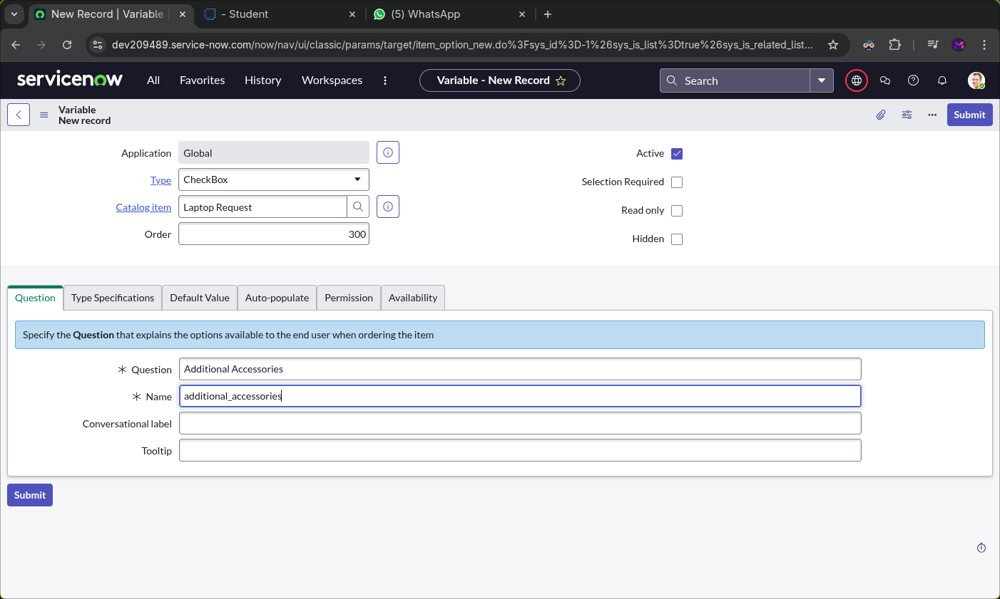 New Record | Variable
- Student
(5) WhatsApp
dev209489.service-now.com/now/nav/ui/classic/params/target/item_option_new.do%3Fsys_id%3D-1%26sys_is_list%3Dtrue%26sys_is_related_list...
servicenow
All
Favorites
History
Workspaces
Variable - New Record
Search
Variable
New record
Submit
Application
Global
Active
Type
CheckBox
Selection Required
Catalog item
Laptop Request
Read only
Order
300
Hidden
Question
Type Specifications
Default Value
Auto-populate
Permission
Availability
Specify the Question that explains the options available to the end user when ordering the item
Question
Additional Accessories
Name
additional_accessories
Conversational label
Tooltip
Submit